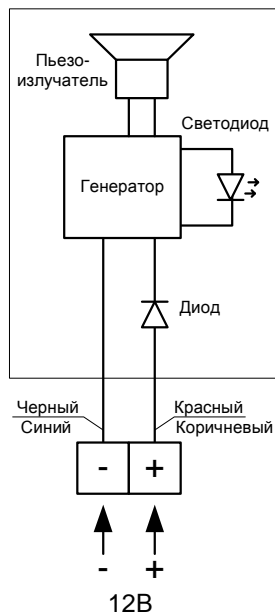 Пьезо-
излучатель
Светодиод
Генератор
Диод
Черный
Синий
Красный
Коричневый
- +
- +
12В